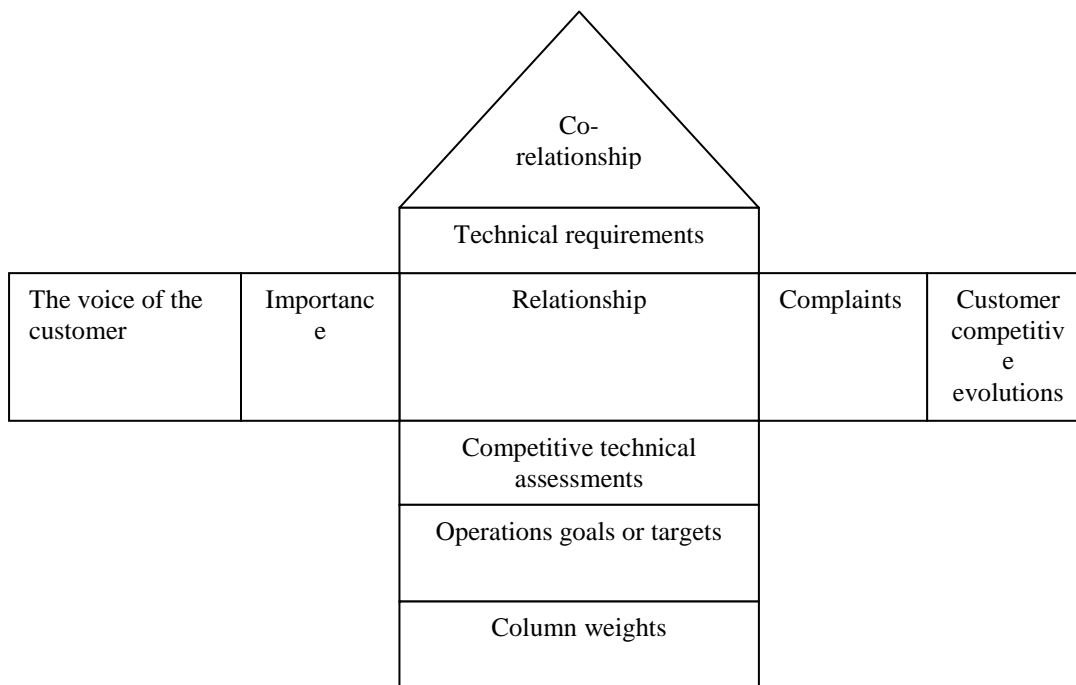 Co-
relationship
Technical requirements
The voice of the
customer
Importanc
e
Relationship
Complaints
Customer
competitiv
e
evolutions
Competitive technical
assessments
Operations goals or targets
Column weights